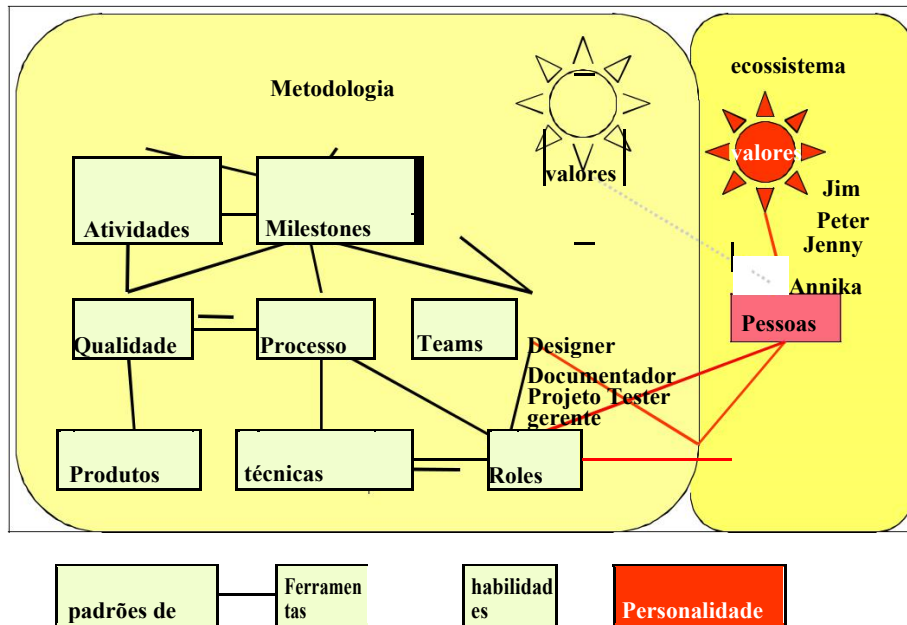 ecossistema
Metodologia
valores
valores
Jim
Peter
Jenny
Annika
Atividades
Milestones
Qualidade
Processo
Teams
Pessoas
Designer
Documentador
Projeto Tester
gerente
Produtos
técnicas
Roles
padrões de
Ferramen
tas
habilidad
es
Personalidade